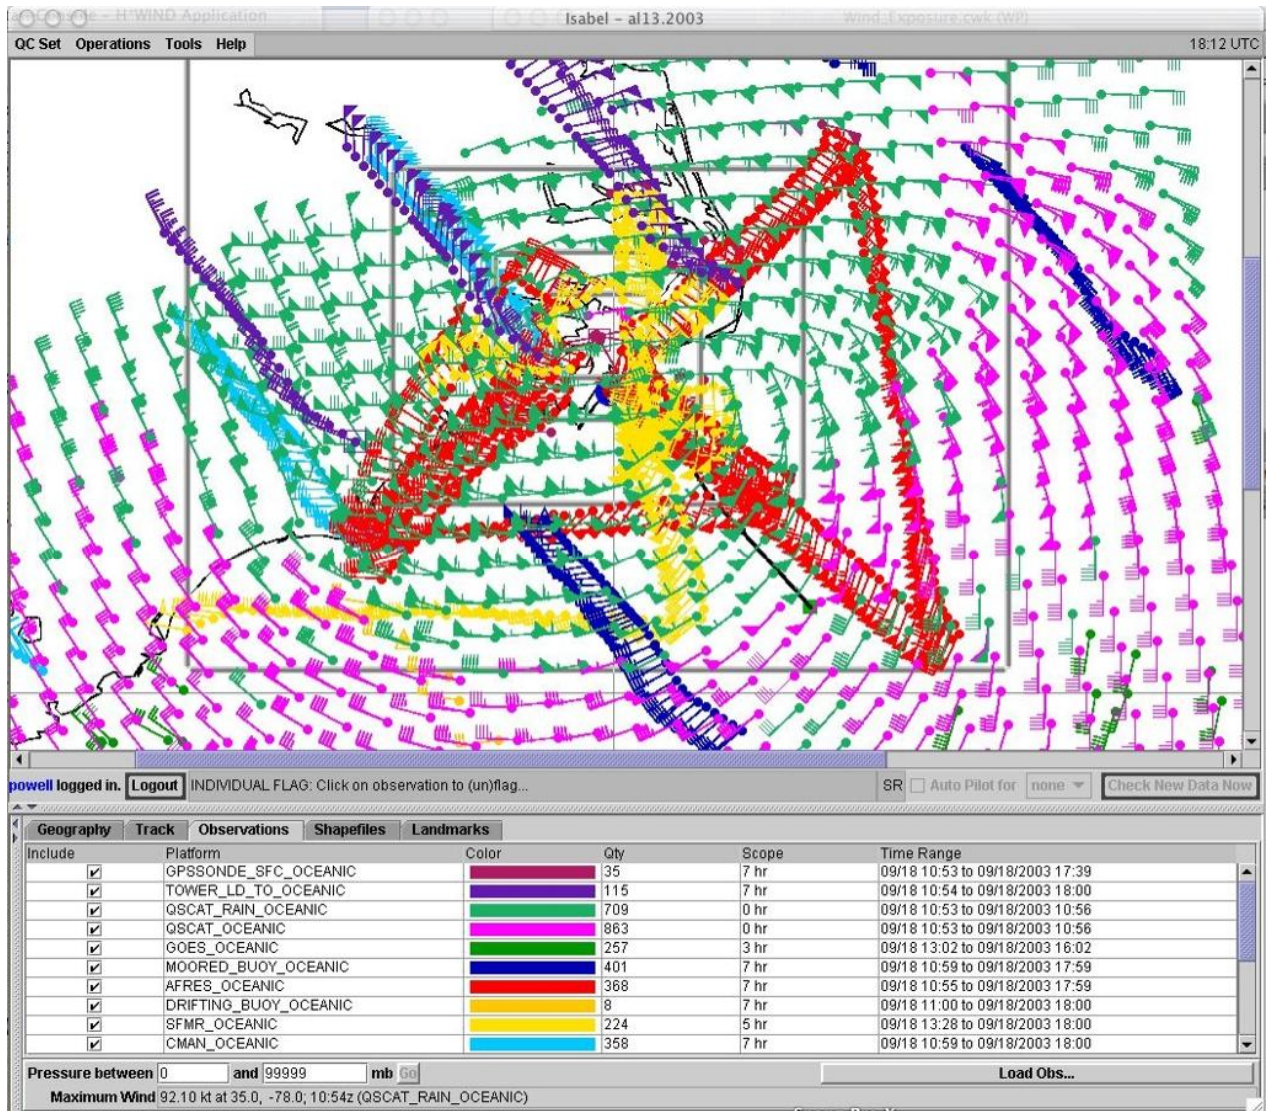 H*WIND Application Isabel – al13.2003 Wind_Exposure.cwk (WP)
QC Set Operations Tools Help 18:12 UTC
powell logged in. Logout INDIVIDUAL FLAG: Click on observation to (un)flag... SR Auto Pilot for none Check New Data Now
Geography Track Observations Shapefiles Landmarks
Include Platform Color Qty Scope Time Range
GPSSONDE_SFC_OCEANIC 35 7 hr 09/18 10:53 to 09/18/2003 17:39
TOWER_LD_TO_OCEANIC 115 7 hr 09/18 10:54 to 09/18/2003 18:00
QSCAT_RAIN_OCEANIC 709 0 hr 09/18 10:53 to 09/18/2003 10:56
QSCAT_OCEANIC 863 0 hr 09/18 10:53 to 09/18/2003 10:56
GOES_OCEANIC 257 3 hr 09/18 13:02 to 09/18/2003 16:02
MOORED_BUOY_OCEANIC 401 7 hr 09/18 10:59 to 09/18/2003 17:59
AFRES_OCEANIC 368 7 hr 09/18 10:55 to 09/18/2003 17:59
DRIFTING_BUOY_OCEANIC 8 7 hr 09/18 11:00 to 09/18/2003 18:00
SFMR_OCEANIC 224 5 hr 09/18 13:28 to 09/18/2003 18:00
CMAN_OCEANIC 358 7 hr 09/18 10:59 to 09/18/2003 18:00
Pressure between 0 and 99999 mb Go Load Obs...
Maximum Wind 92.10 kt at 35.0, -78.0; 10:54z (QSCAT_RAIN_OCEANIC)